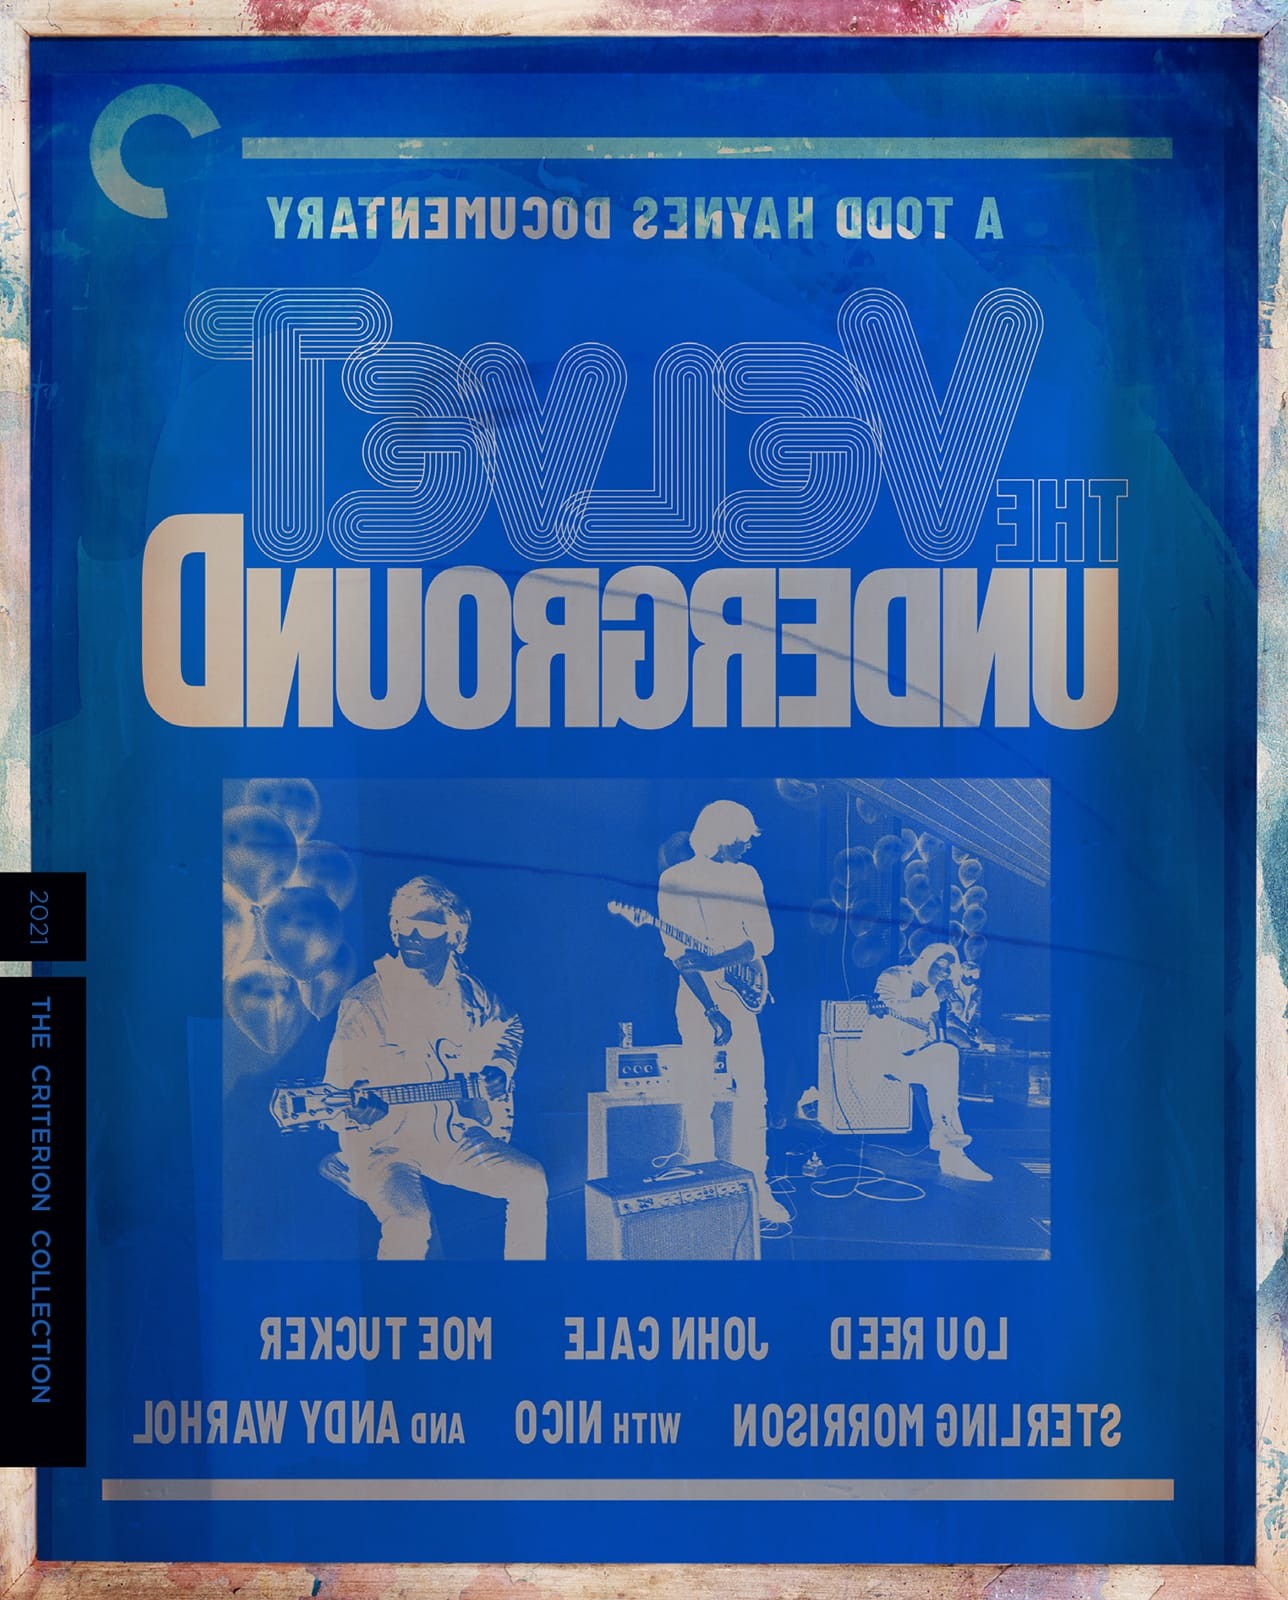 A TODD HAYNES DOCUMENTARY
THE VELVET
UNDERGROUND
LOU REED JOHN CALE MOE TUCKER
STERLING MORRISON WITH NICO AND ANDY WARHOL
2021
THE CRITERION COLLECTION